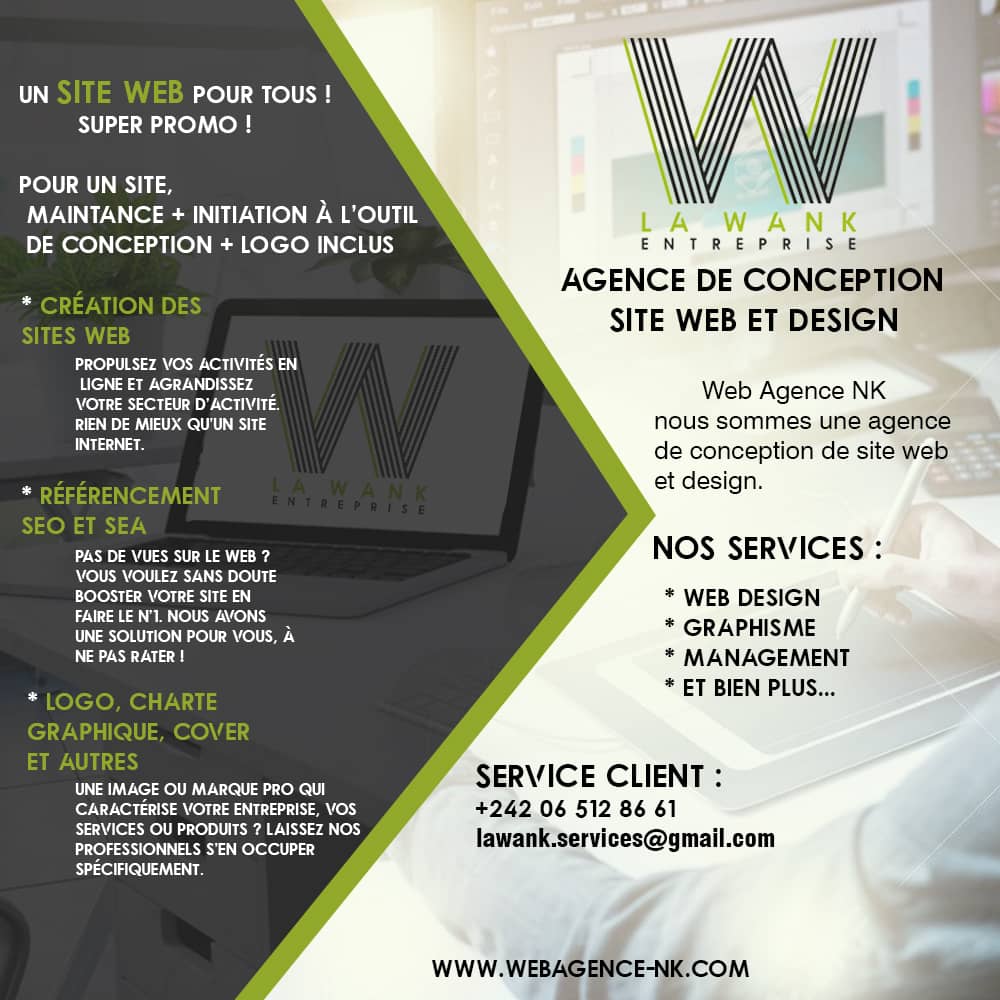 UN SITE WEB POUR TOUS !
SUPER PROMO !
POUR UN SITE,
MAINTANCE + INITIATION À L'OUTIL
DE CONCEPTION + LOGO INCLUS
* CRÉATION DES
SITES WEB
PROPULSEZ VOS ACTIVITÉS EN
LIGNE ET AGRANDISSEZ
VOTRE SECTEUR D'ACTIVITÉ.
RIEN DE MIEUX QU'UN SITE
INTERNET.
* RÉFÉRENCEMENT
SEO ET SEA
PAS DE VUES SUR LE WEB ?
VOUS VOULEZ SANS DOUTE
BOOSTER VOTRE SITE EN
FAIRE LE N°1. NOUS AVONS
UNE SOLUTION POUR VOUS, À
NE PAS RATER !
* LOGO, CHARTE
GRAPHIQUE, COVER
ET AUTRES
UNE IMAGE OU MARQUE PRO QUI
CARACTÉRISE VOTRE ENTREPRISE, VOS
SERVICES OU PRODUITS ? LAISSEZ NOS
PROFESSIONNELS S'EN OCCUPER
SPÉCIFIQUEMENT.
W
LA WANK
ENTREPRISE
W
LA WANK
ENTREPRISE
AGENCE DE CONCEPTION
SITE WEB ET DESIGN
Web Agence NK
nous sommes une agence
de conception de site web
et design.
NOS SERVICES :
* WEB DESIGN
* GRAPHISME
* MANAGEMENT
* ET BIEN PLUS...
SERVICE CLIENT :
+242 06 512 86 61
lawank.services@gmail.com
WWW.WEBAGENCE-NK.COM